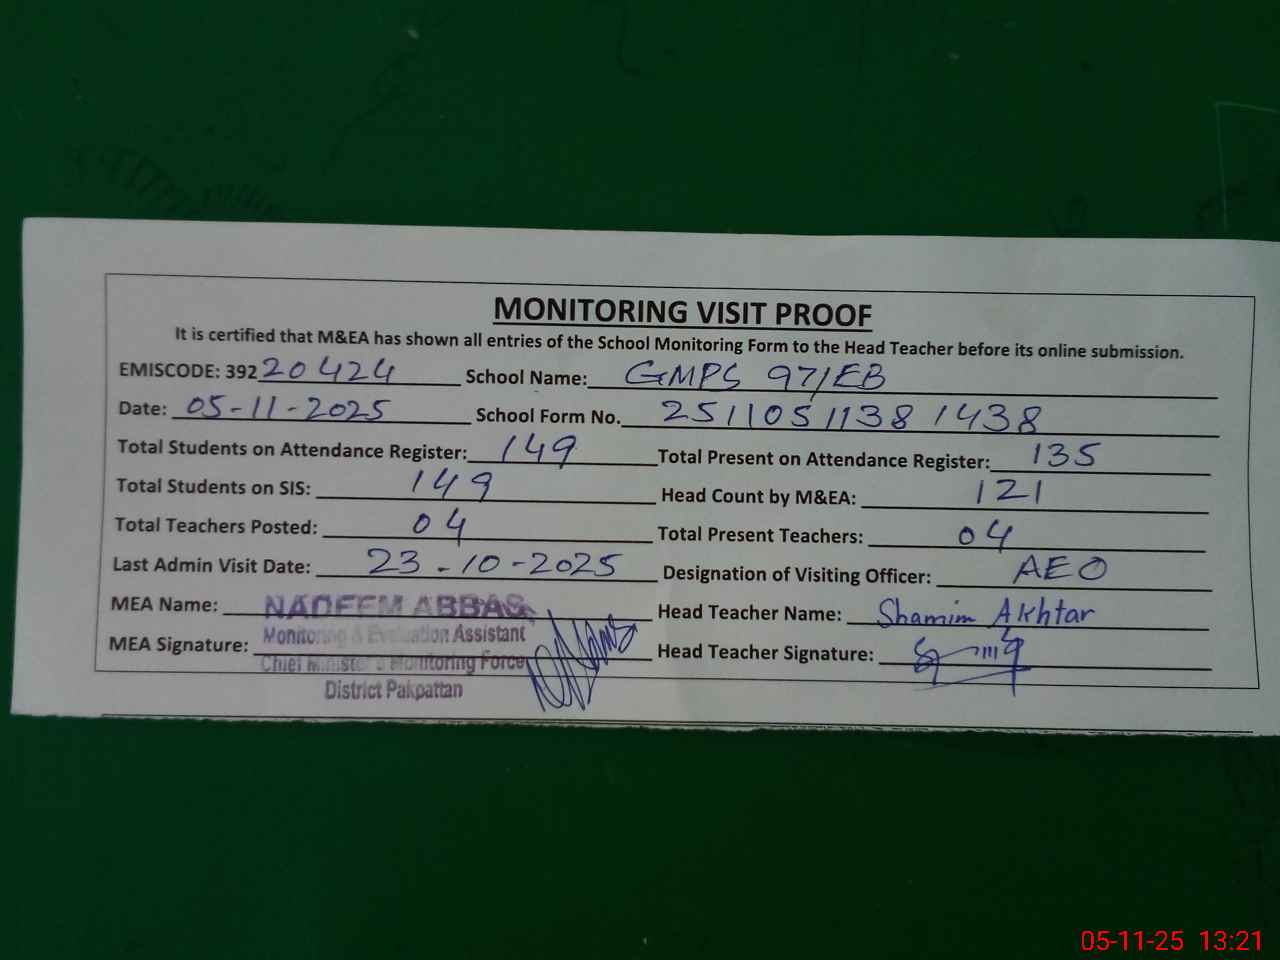 MONITORING VISIT PROOF
It is certified that M&EA has shown all entries of the School Monitoring Form to the Head Teacher before its online submission.
EMISCODE: 39220424 School Name: GMPS 97/EB
Date: 05-11-2025 School Form No. 2511051138 1438
Total Students on Attendance Register: 149 Total Present on Attendance Register: 135
Total Students on SIS: 149 Head Count by M&EA: 121
Total Teachers Posted: 04 Total Present Teachers: 04
Last Admin Visit Date: 23-10-2025 Designation of Visiting Officer: AEO
MEA Name: NADEEM ABBAS Head Teacher Name: Shamim Akhtar
Monitoring & Evaluation Assistant
MEA Signature: Head Teacher Signature:
Chief Minister's Monitoring Force
District Pakpattan
05-11-25 13:21